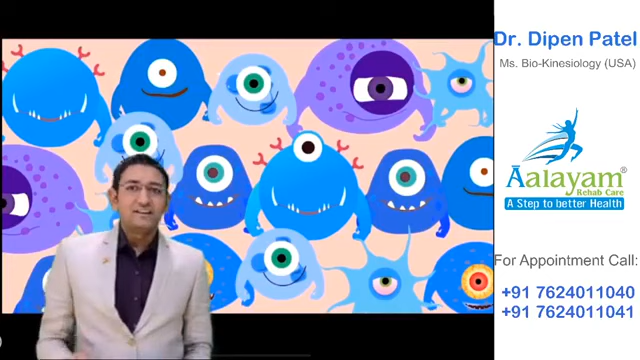 Dr. Dipen Patel
Ms. Bio-Kinesiology (USA)
Āalayam®
Rehab Care
A Step to better Health
For Appointment Call:
+91 7624011040
+91 7624011041